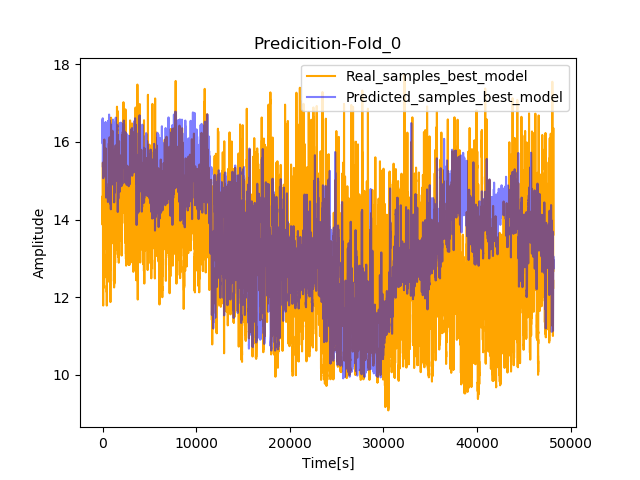 Predicition-Fold_0
Real_samples_best_model
Predicted_samples_best_model
Amplitude
18
16
14
12
10
0
10000
20000
30000
40000
50000
Time[s]